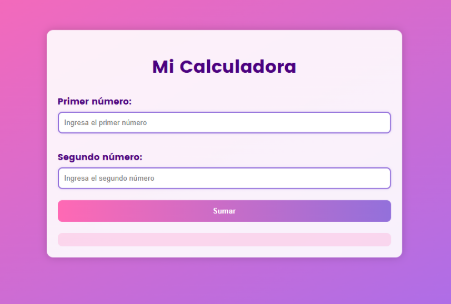 Mi Calculadora
Primer número:
Ingresa el primer número
Segundo número:
Ingresa el segundo número
Sumar